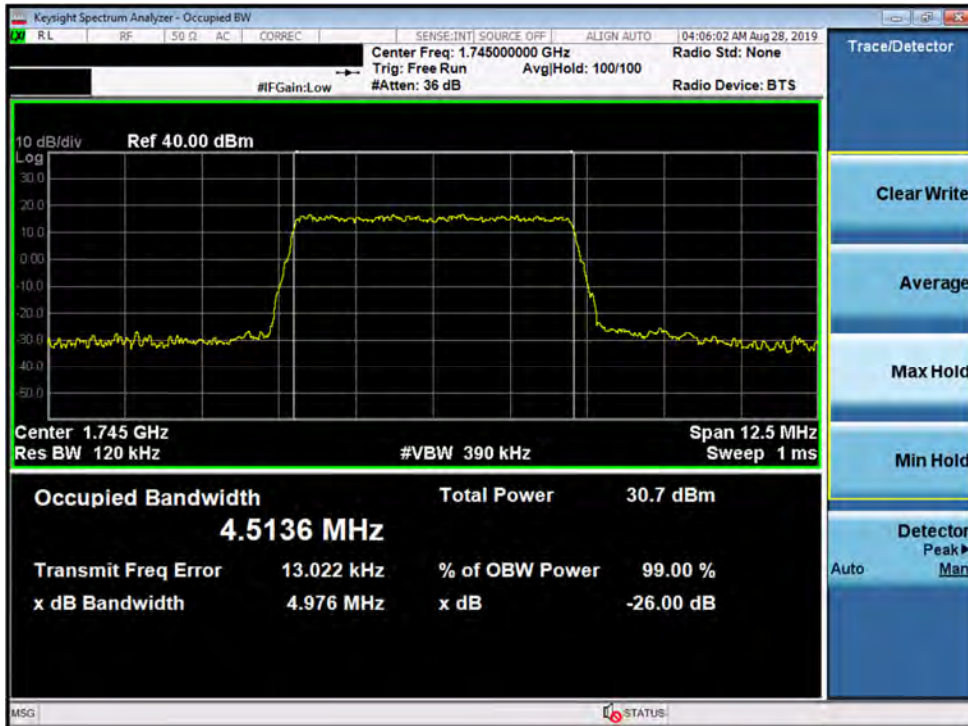 Keysight Spectrum Analyzer - Occupied BW
LXI RL RF 50 Ω AC CORREC SENSE:INT SOURCE OFF ALIGN AUTO 04:06:02 AM Aug 28, 2019
Center Freq: 1.745000000 GHz Radio Std: None
Trig: Free Run Avg|Hold: 100/100
#IFGain:Low #Atten: 36 dB Radio Device: BTS
Trace/Detector
10 dB/div Ref 40.00 dBm
Log
30.0
20.0
10.0
0.00
-10.0
-20.0
-30.0
-40.0
-50.0
Center 1.745 GHz Span 12.5 MHz
Res BW 120 kHz #VBW 390 kHz Sweep 1 ms
Occupied Bandwidth Total Power 30.7 dBm
4.5136 MHz
Transmit Freq Error 13.022 kHz % of OBW Power 99.00 %
x dB Bandwidth 4.976 MHz x dB -26.00 dB
Clear Write
Average
Max Hold
Min Hold
Detector
Peak▶
Auto Man
MSG STATUS